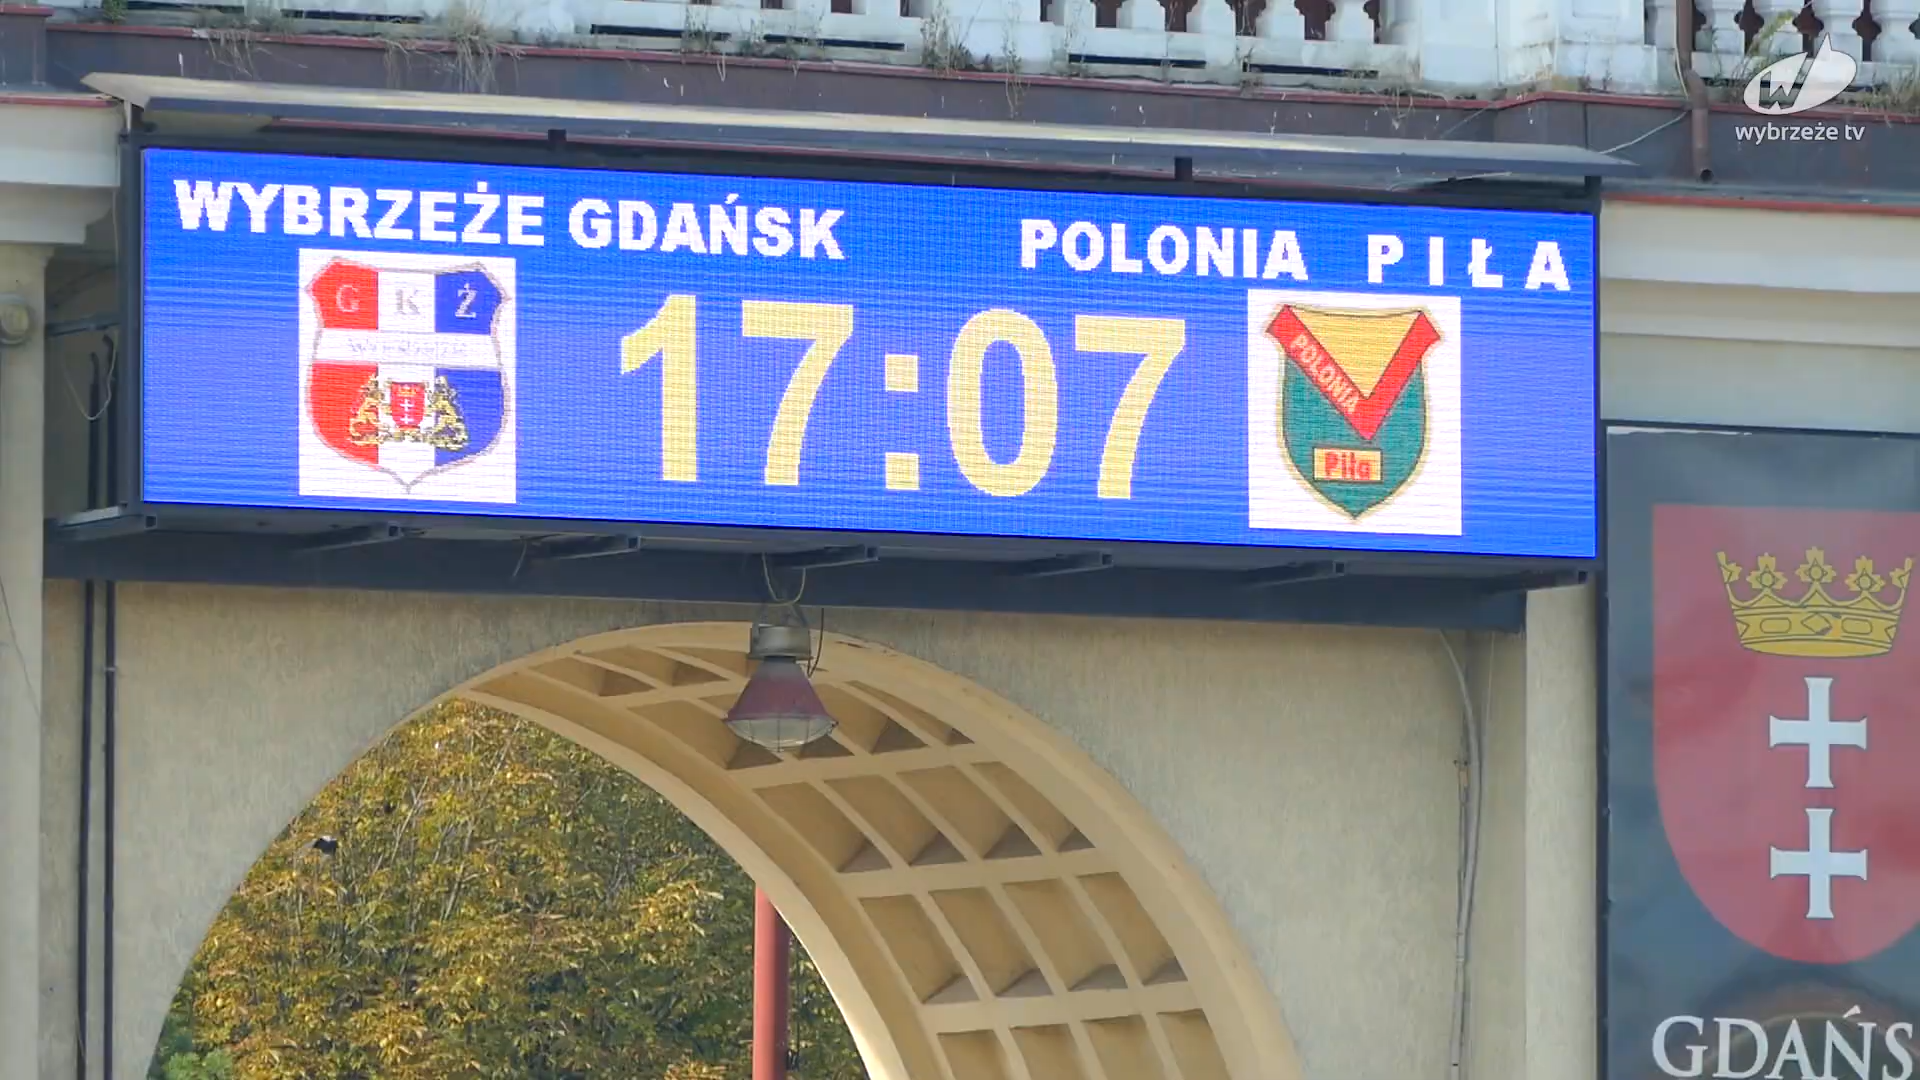 wybrzeże tv
WYBRZEŻE GDAŃSK
POLONIA PIŁA
G K Ż
17:07
POLONIA
Piła
GDAŃS